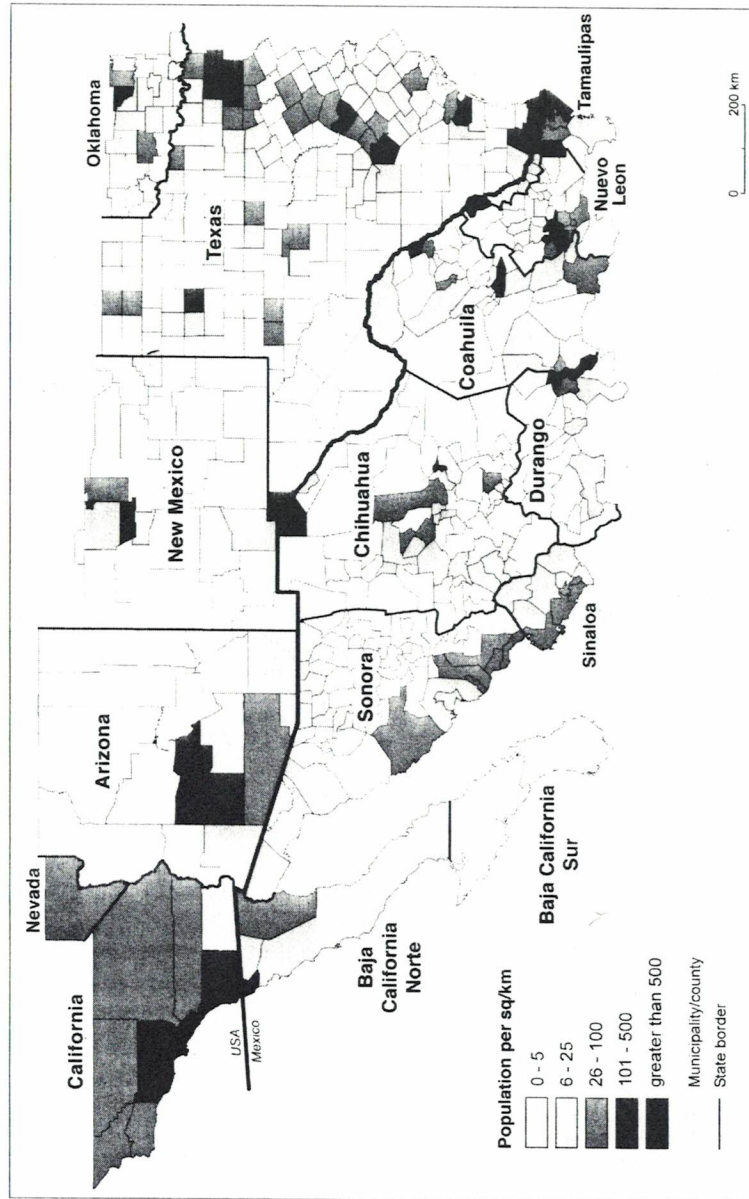 Oklahoma
Texas
New Mexico
Arizona
Nevada
California
USA
Mexico
Baja
California
Norte
Baja California
Sur
Sonora
Sinaloa
Chihuahua
Durango
Coahuila
Nuevo
Leon
Tamaulipas
Population per sq/km
0 - 5
6 - 25
26 - 100
101 - 500
greater than 500
Municipality/county
State border
0
200 km